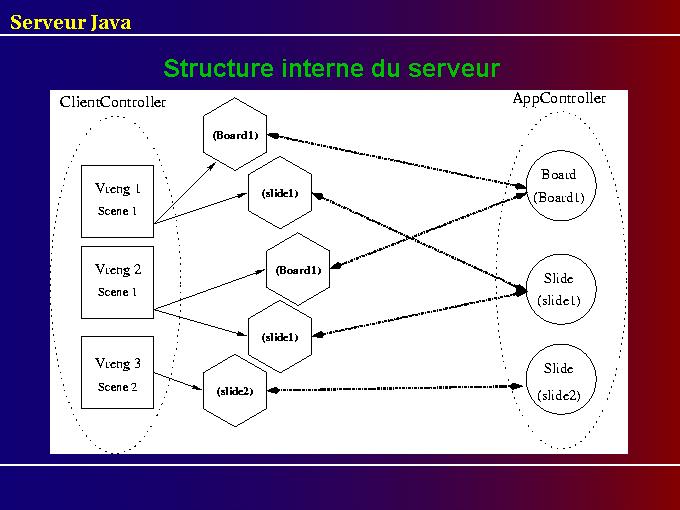 Serveur Java
Structure interne du serveur
ClientController
AppController
(Board1)
Vreng 1
Scene 1
(slide1)
Board
(Board1)
Vreng 2
Scene 1
(Board1)
Slide
(slide1)
(slide1)
Vreng 3
Scene 2
(slide2)
Slide
(slide2)